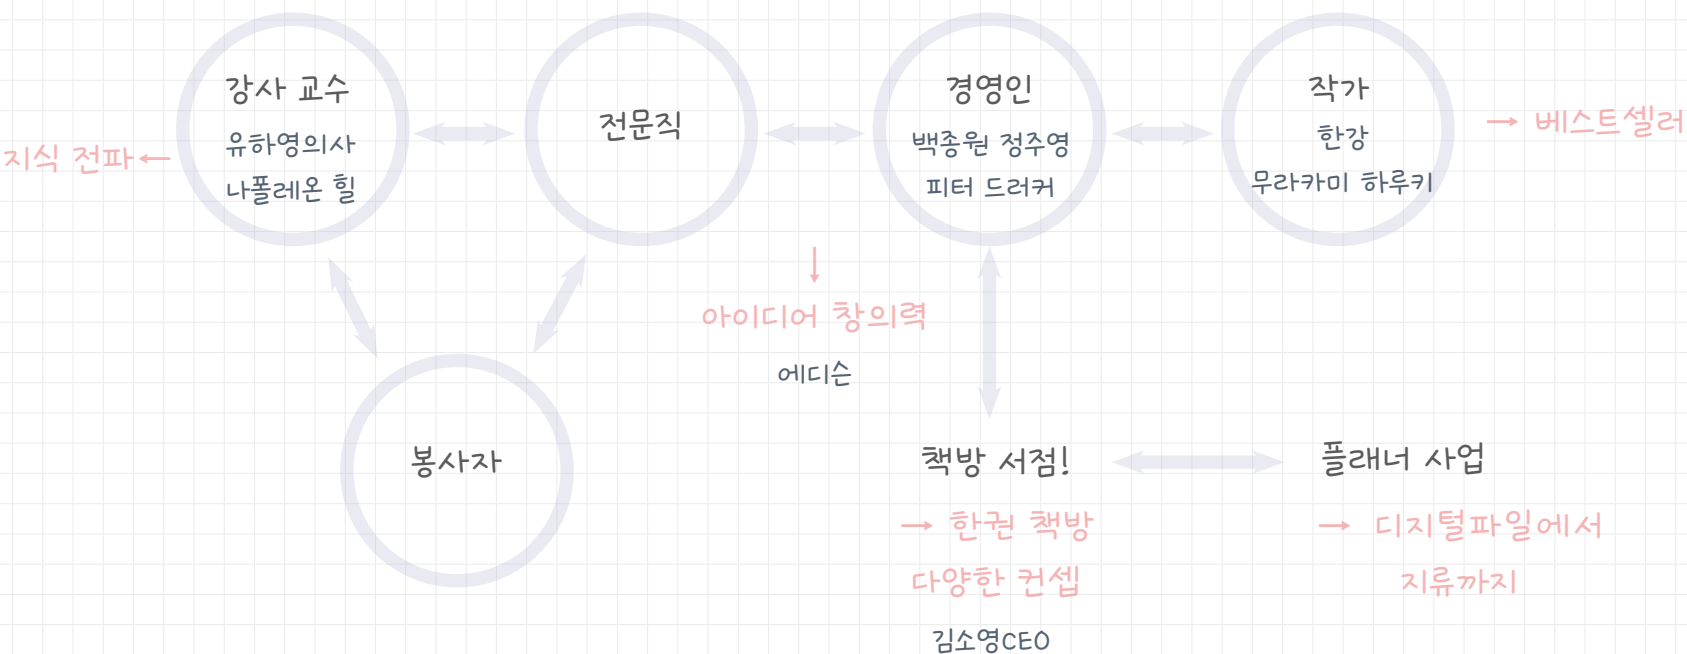 강사 교수
유하영의사
나폴레온 힐
지식 전파
전문직
경영인
백종원 정주영
피터 드러커
작가
한강
무라카미 하루키
베스트셀러
아이디어 창의력
에디슨
봉사자
책방 서점!
한권 책방
다양한 컨셉
김소영CEO
플래너 사업
디지털파일에서
지류까지